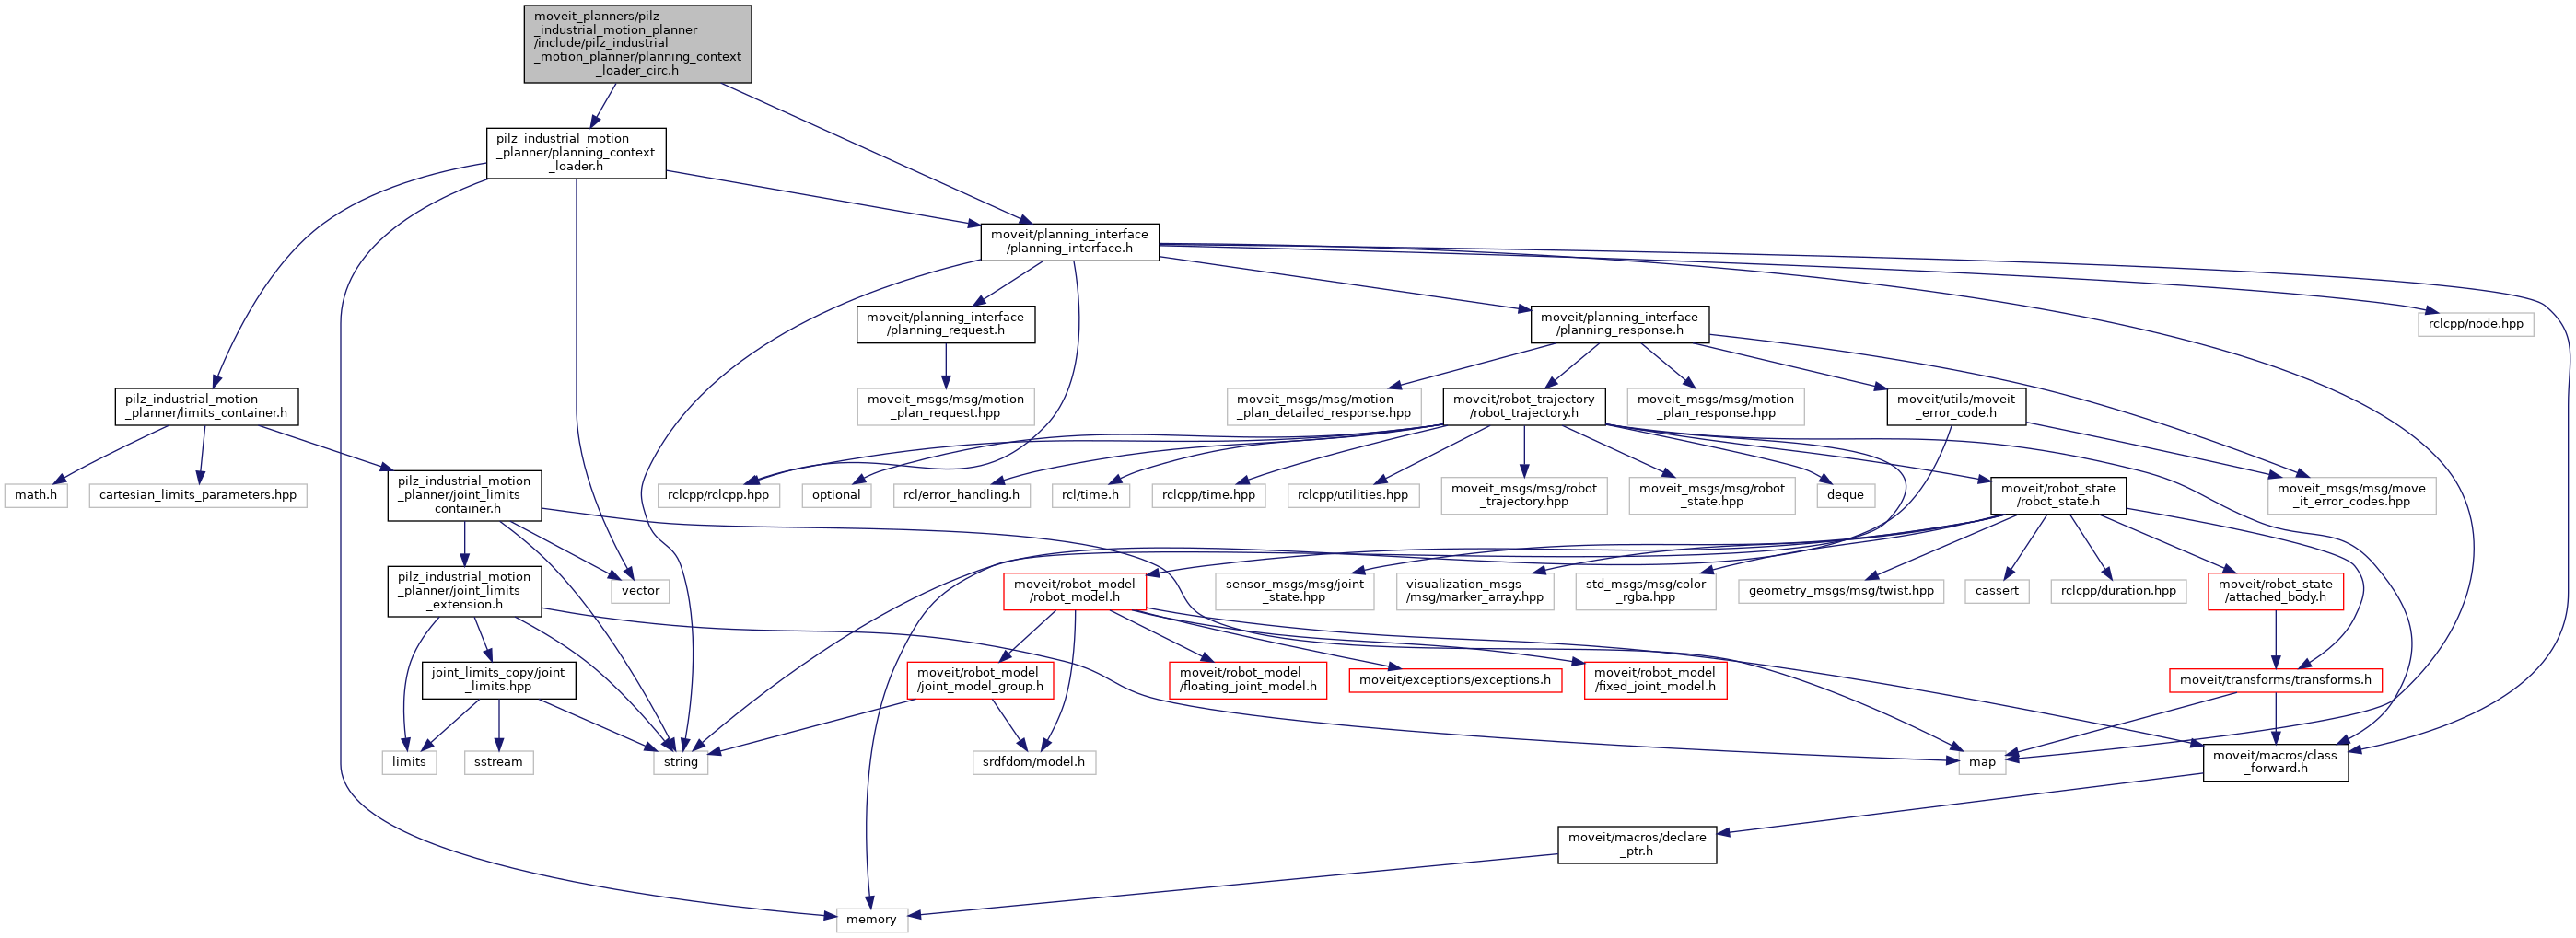 moveit_planners/pilz
_industrial_motion_planner
/include/pilz_industrial
_motion_planner/planning_context
_loader_circ.h
pilz_industrial_motion
_planner/planning_context
_loader.h
moveit/planning_interface
/planning_interface.h
moveit/planning_interface
/planning_request.h
moveit/planning_interface
/planning_response.h
rclcpp/node.hpp
pilz_industrial_motion
_planner/limits_container.h
moveit_msgs/msg/motion
_plan_request.hpp
moveit_msgs/msg/motion
_plan_detailed_response.hpp
moveit/robot_trajectory
/robot_trajectory.h
moveit_msgs/msg/motion
_plan_response.hpp
moveit/utils/moveit
_error_code.h
math.h
cartesian_limits_parameters.hpp
pilz_industrial_motion
_planner/joint_limits
_container.h
rclcpp/rclcpp.hpp
optional
rcl/error_handling.h
rcl/time.h
rclcpp/time.hpp
rclcpp/utilities.hpp
moveit_msgs/msg/robot
_trajectory.hpp
moveit_msgs/msg/robot
_state.hpp
deque
moveit/robot_state
/robot_state.h
moveit_msgs/msg/move
_it_error_codes.hpp
pilz_industrial_motion
_planner/joint_limits
_extension.h
vector
moveit/robot_model
/robot_model.h
sensor_msgs/msg/joint
_state.hpp
visualization_msgs
/msg/marker_array.hpp
std_msgs/msg/color
_rgba.hpp
geometry_msgs/msg/twist.hpp
cassert
rclcpp/duration.hpp
moveit/robot_state
/attached_body.h
joint_limits_copy/joint
_limits.hpp
moveit/robot_model
/joint_model_group.h
moveit/robot_model
/floating_joint_model.h
moveit/exceptions/exceptions.h
moveit/robot_model
/fixed_joint_model.h
moveit/transforms/transforms.h
limits
sstream
string
srdfdom/model.h
map
moveit/macros/class
_forward.h
moveit/macros/declare
_ptr.h
memory